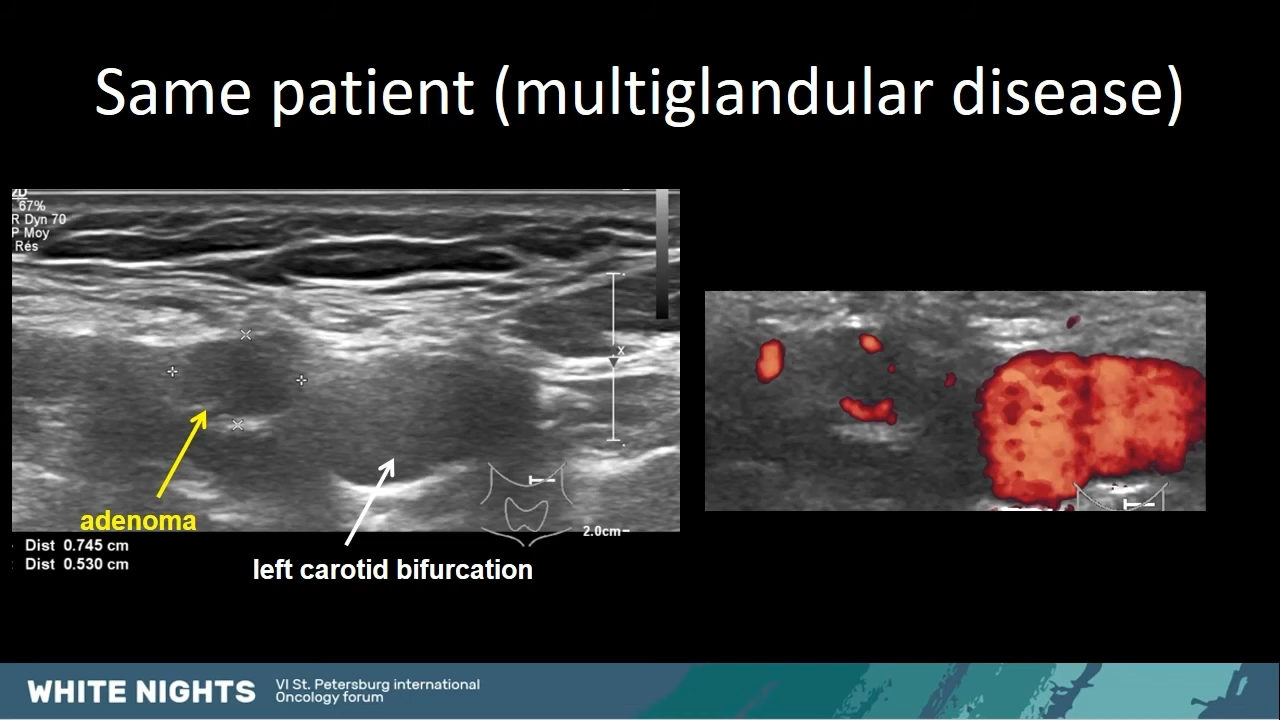 Same patient (multiglandular disease)
2D
67%
R Dyn 70
P Moy
Rés
x
adenoma
2.0cm
Dist 0.745 cm
Dist 0.530 cm
left carotid bifurcation
WHITE NIGHTS
VI St. Petersburg international
Oncology forum